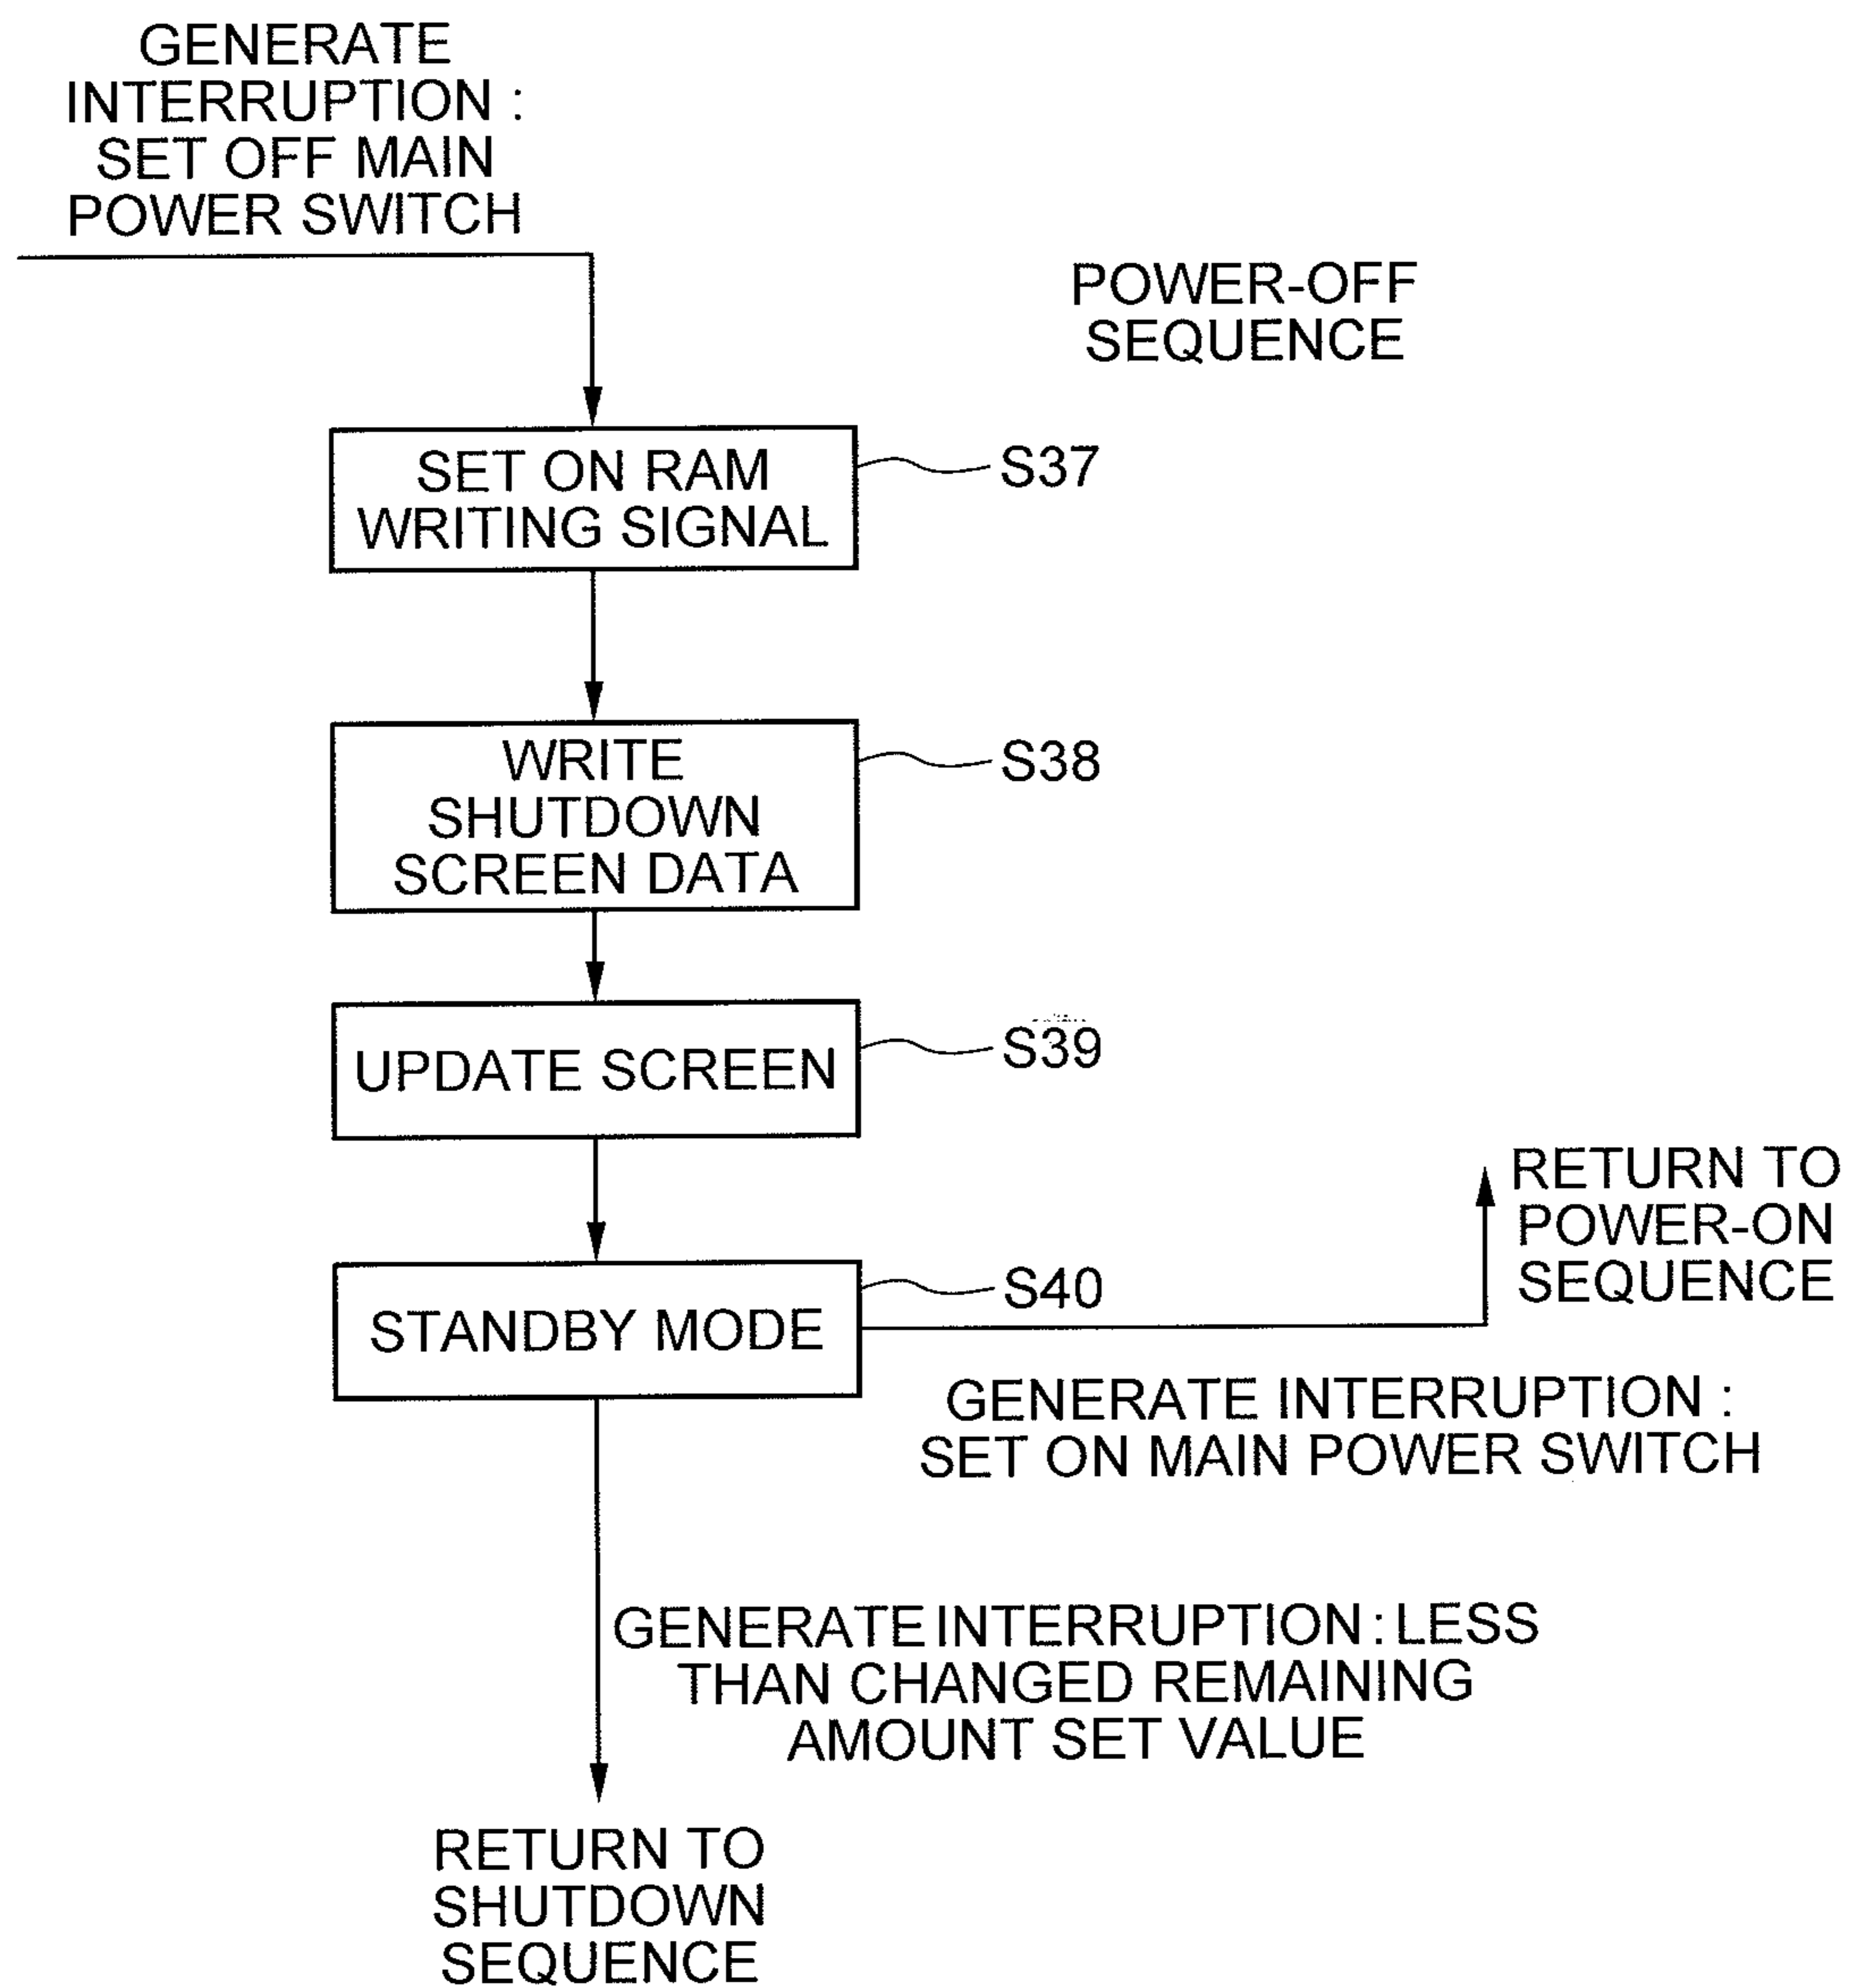 GENERATE
INTERRUPTION :
SET OFF MAIN
POWER SWITCH
POWER-OFF
SEQUENCE
SET ON RAM
WRITING SIGNAL
S37
WRITE
SHUTDOWN
SCREEN DATA
S38
UPDATE SCREEN
S39
STANDBY MODE
S40
RETURN TO
POWER-ON
SEQUENCE
GENERATE INTERRUPTION :
SET ON MAIN POWER SWITCH
GENERATE INTERRUPTION : LESS
THAN CHANGED REMAINING
AMOUNT SET VALUE
RETURN TO
SHUTDOWN
SEQUENCE